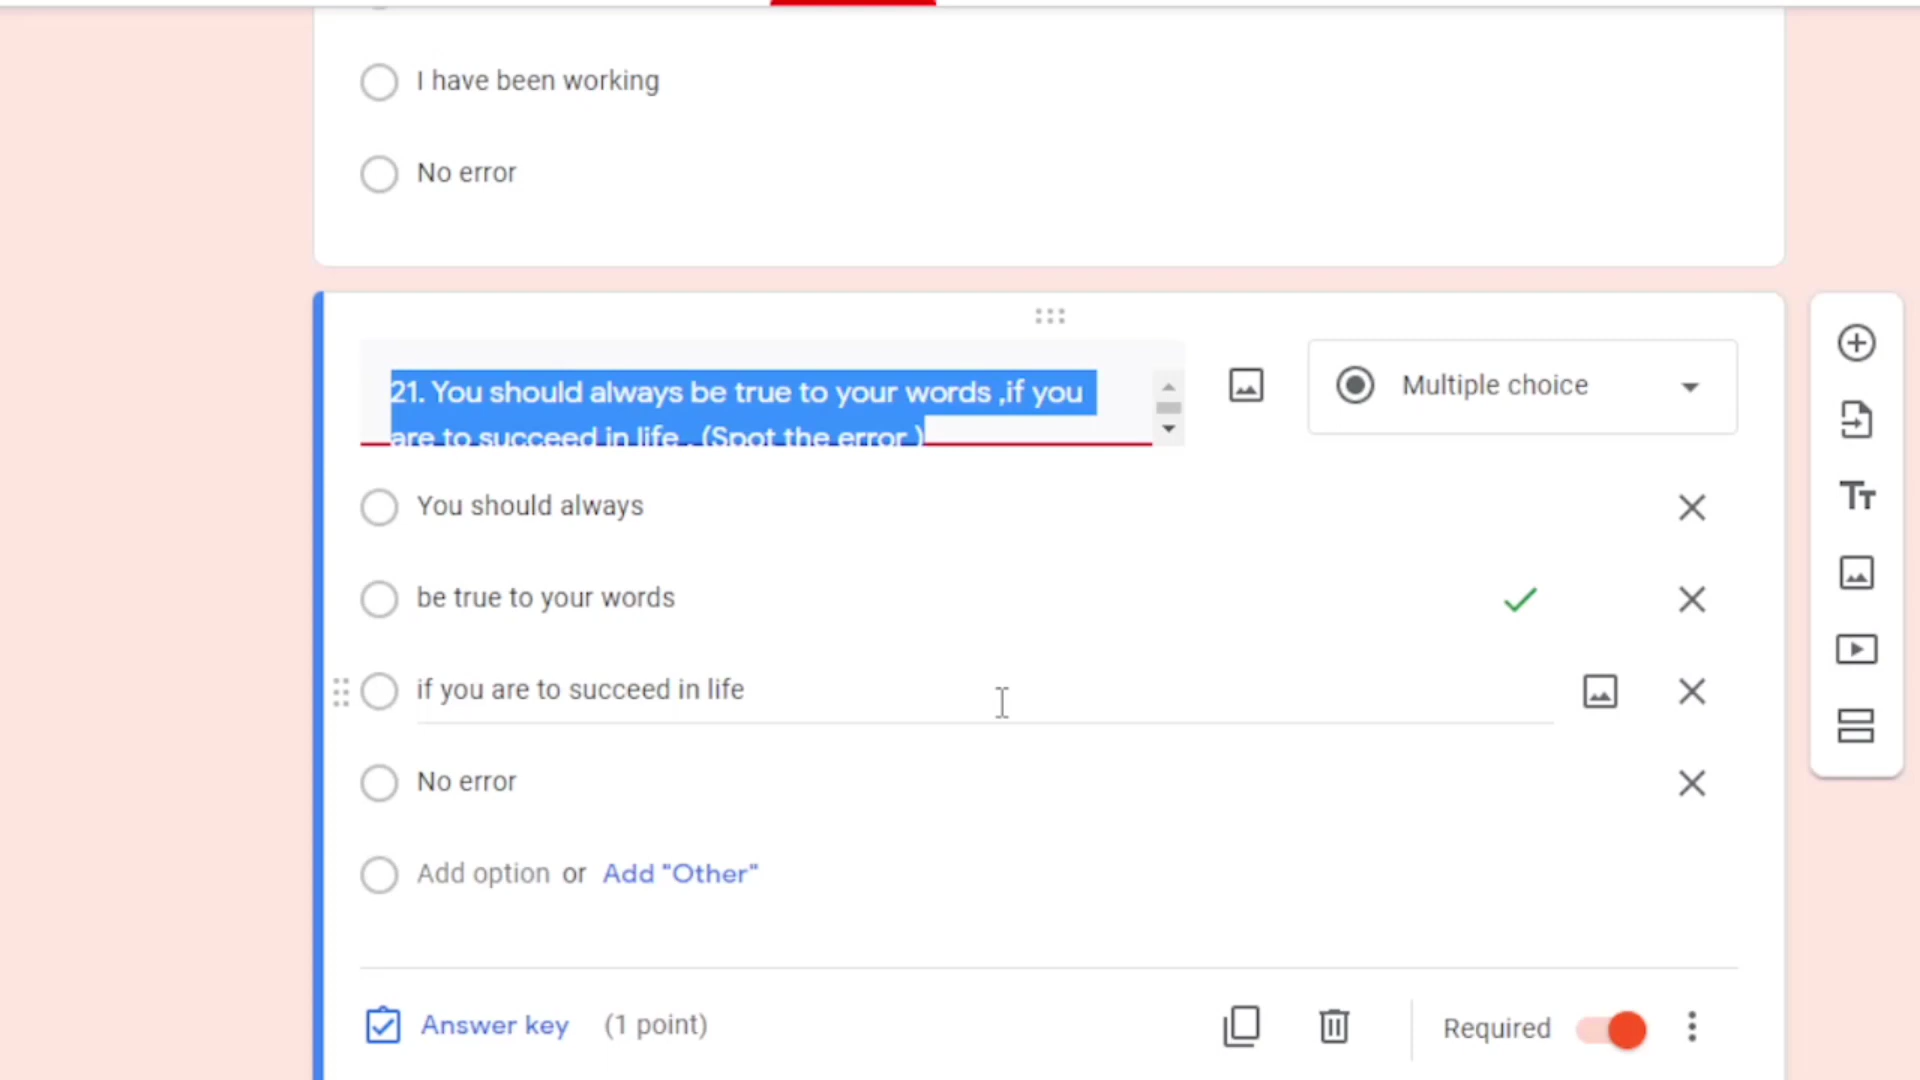 I have been working
No error
21. You should always be true to your words ,if you
are to succeed in life . (Spot the error )
Multiple choice
You should always
be true to your words
if you are to succeed in life
No error
Add option or Add "Other"
Answer key (1 point)
Required
Tт